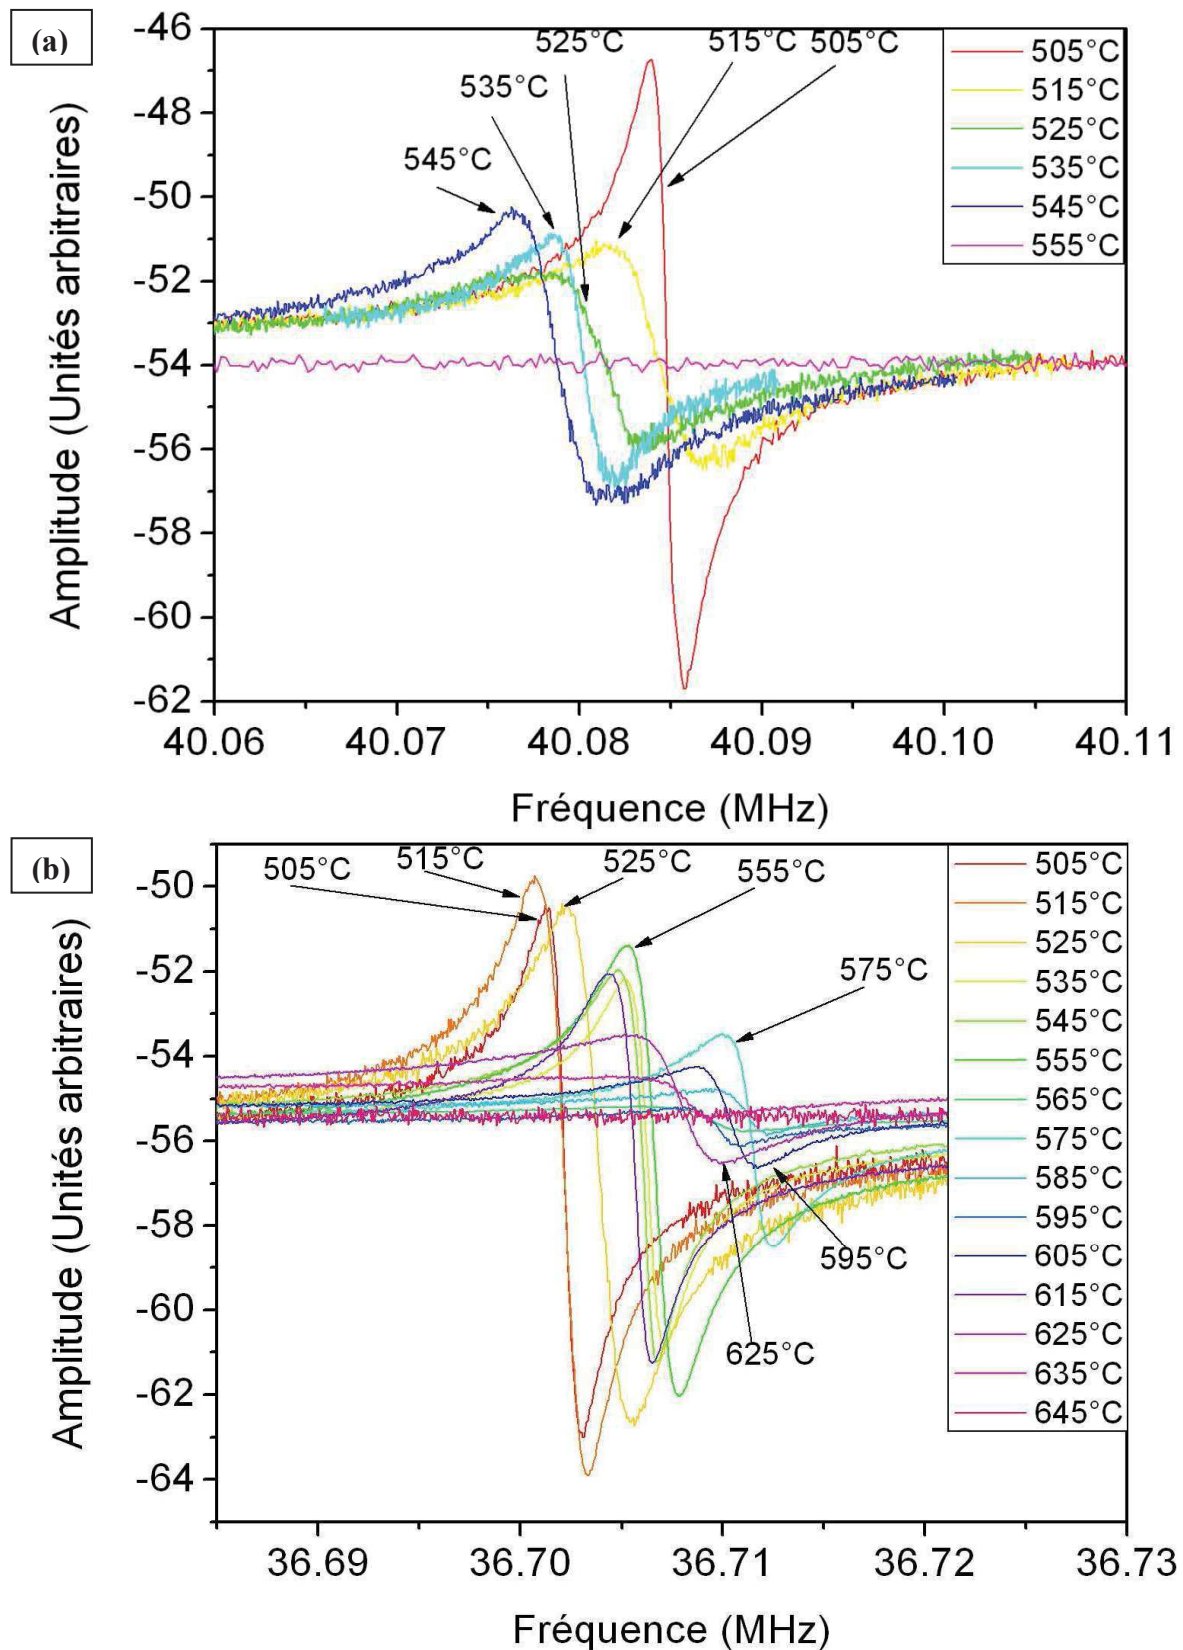 (a)
-46
-48
-50
-52
-54
-56
-58
-60
-62
Amplitude (Unités arbitraires)
525°C
515°C
505°C
535°C
545°C
505°C
515°C
525°C
535°C
545°C
555°C
40.06
40.07
40.08
40.09
40.10
40.11
Fréquence (MHz)
(b)
-50
-52
-54
-56
-58
-60
-62
-64
Amplitude (Unités arbitraires)
505°C
515°C
525°C
555°C
575°C
595°C
625°C
505°C
515°C
525°C
535°C
545°C
555°C
565°C
575°C
585°C
595°C
605°C
615°C
625°C
635°C
645°C
36.69
36.70
36.71
36.72
36.73
Fréquence (MHz)